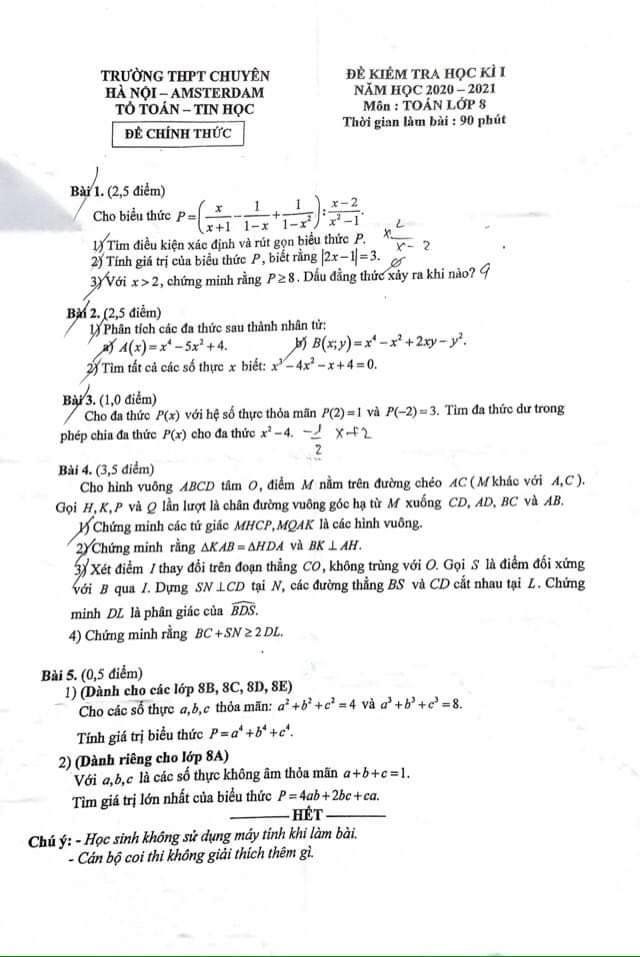 TRƯỜNG THPT CHUYÊN
HÀ NỘI – AMSTERDAM
TỔ TOÁN – TIN HỌC
ĐỀ CHÍNH THỨC
ĐỀ KIỂM TRA HỌC KÌ I
NĂM HỌC 2020 – 2021
Môn : TOÁN LỚP 8
Thời gian làm bài : 90 phút
Bài 1. (2,5 điểm)
Cho biểu thức P = (x/(x+1) - 1/(1-x) + 1/(1-x²)) : (x-2)/(x²-1).
1) Tìm điều kiện xác định và rút gọn biểu thức P.
2) Tính giá trị của biểu thức P, biết rằng |2x-1|=3.
3) Với x>2, chứng minh rằng P≥8. Dấu đẳng thức xảy ra khi nào?
Bài 2. (2,5 điểm)
1) Phân tích các đa thức sau thành nhân tử:
a) A(x)=x⁴-5x²+4. b) B(x;y)=x⁴-x²+2xy-y².
2) Tìm tất cả các số thực x biết: x³-4x²-x+4=0.
Bài 3. (1,0 điểm)
Cho đa thức P(x) với hệ số thực thỏa mãn P(2)=1 và P(-2)=3. Tìm đa thức dư trong
phép chia đa thức P(x) cho đa thức x²-4. -1/2 x+2
Bài 4. (3,5 điểm)
Cho hình vuông ABCD tâm O, điểm M nằm trên đường chéo AC (M khác với A,C).
Gọi H,K,P và Q lần lượt là chân đường vuông góc hạ từ M xuống CD, AD, BC và AB.
1) Chứng minh các tứ giác MHCP,MQAK là các hình vuông.
2) Chứng minh rằng ΔKAB=ΔHDA và BK⊥AH.
3) Xét điểm I thay đổi trên đoạn thẳng CO, không trùng với O. Gọi S là điểm đối xứng
với B qua I. Dựng SN⊥CD tại N, các đường thẳng BS và CD cắt nhau tại L. Chứng
minh DL là phân giác của BDS.
4) Chứng minh rằng BC+SN≥2DL.
Bài 5. (0,5 điểm)
1) (Dành cho các lớp 8B, 8C, 8D, 8E)
Cho các số thực a,b,c thỏa mãn: a²+b²+c²=4 và a³+b³+c³=8.
Tính giá trị biểu thức P=a⁴+b⁴+c⁴.
2) (Dành riêng cho lớp 8A)
Với a,b,c là các số thực không âm thỏa mãn a+b+c=1.
Tìm giá trị lớn nhất của biểu thức P=4ab+2bc+ca.
HẾT
Chú ý: - Học sinh không sử dụng máy tính khi làm bài.
- Cán bộ coi thi không giải thích thêm gì.